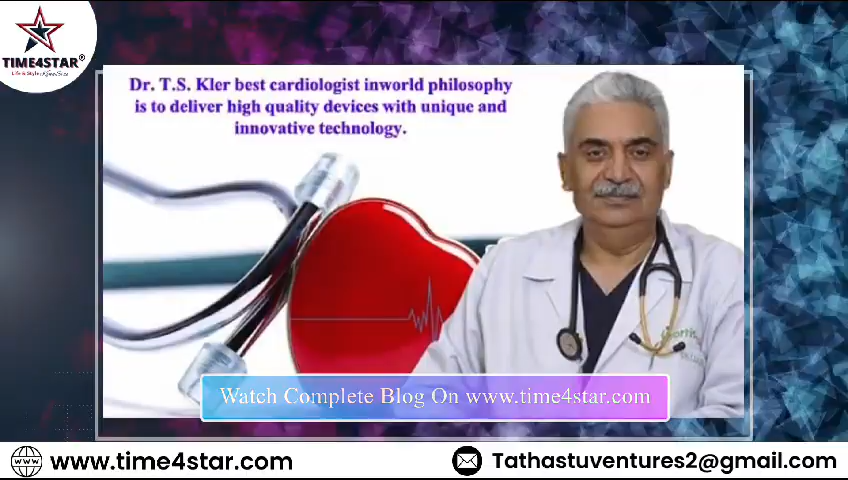 TIME4STAR®
Dr. T.S. Kler best cardiologist inworld philosophy
is to deliver high quality devices with unique and
innovative technology.
Watch Complete Blog On www.time4star.com
www.time4star.com
Tathastuventures2@gmail.com